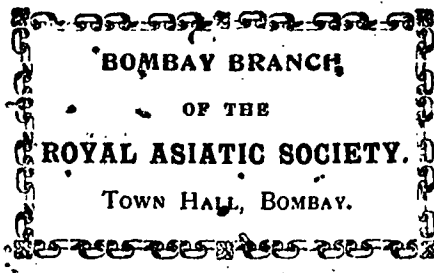 BOMBAY BRANCH
OF THE
ROYAL ASIATIC SOCIETY.
TOWN HALL, BOMBAY.